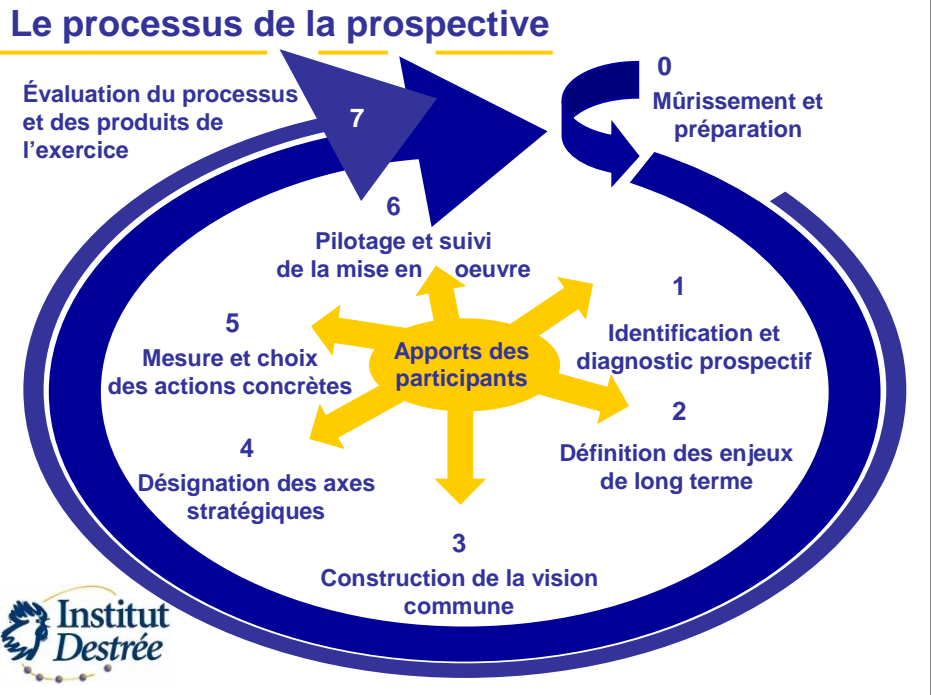 Le processus de la prospective
0
Mûrissement et
préparation
1
Identification et
diagnostic prospectif
2
Définition des enjeux
de long terme
3
Construction de la vision
commune
4
Désignation des axes
stratégiques
5
Mesure et choix
des actions concrètes
6
Pilotage et suivi
de la mise en oeuvre
7
Évaluation du processus
et des produits de
l'exercice
Apports des
participants
Institut
Destrée